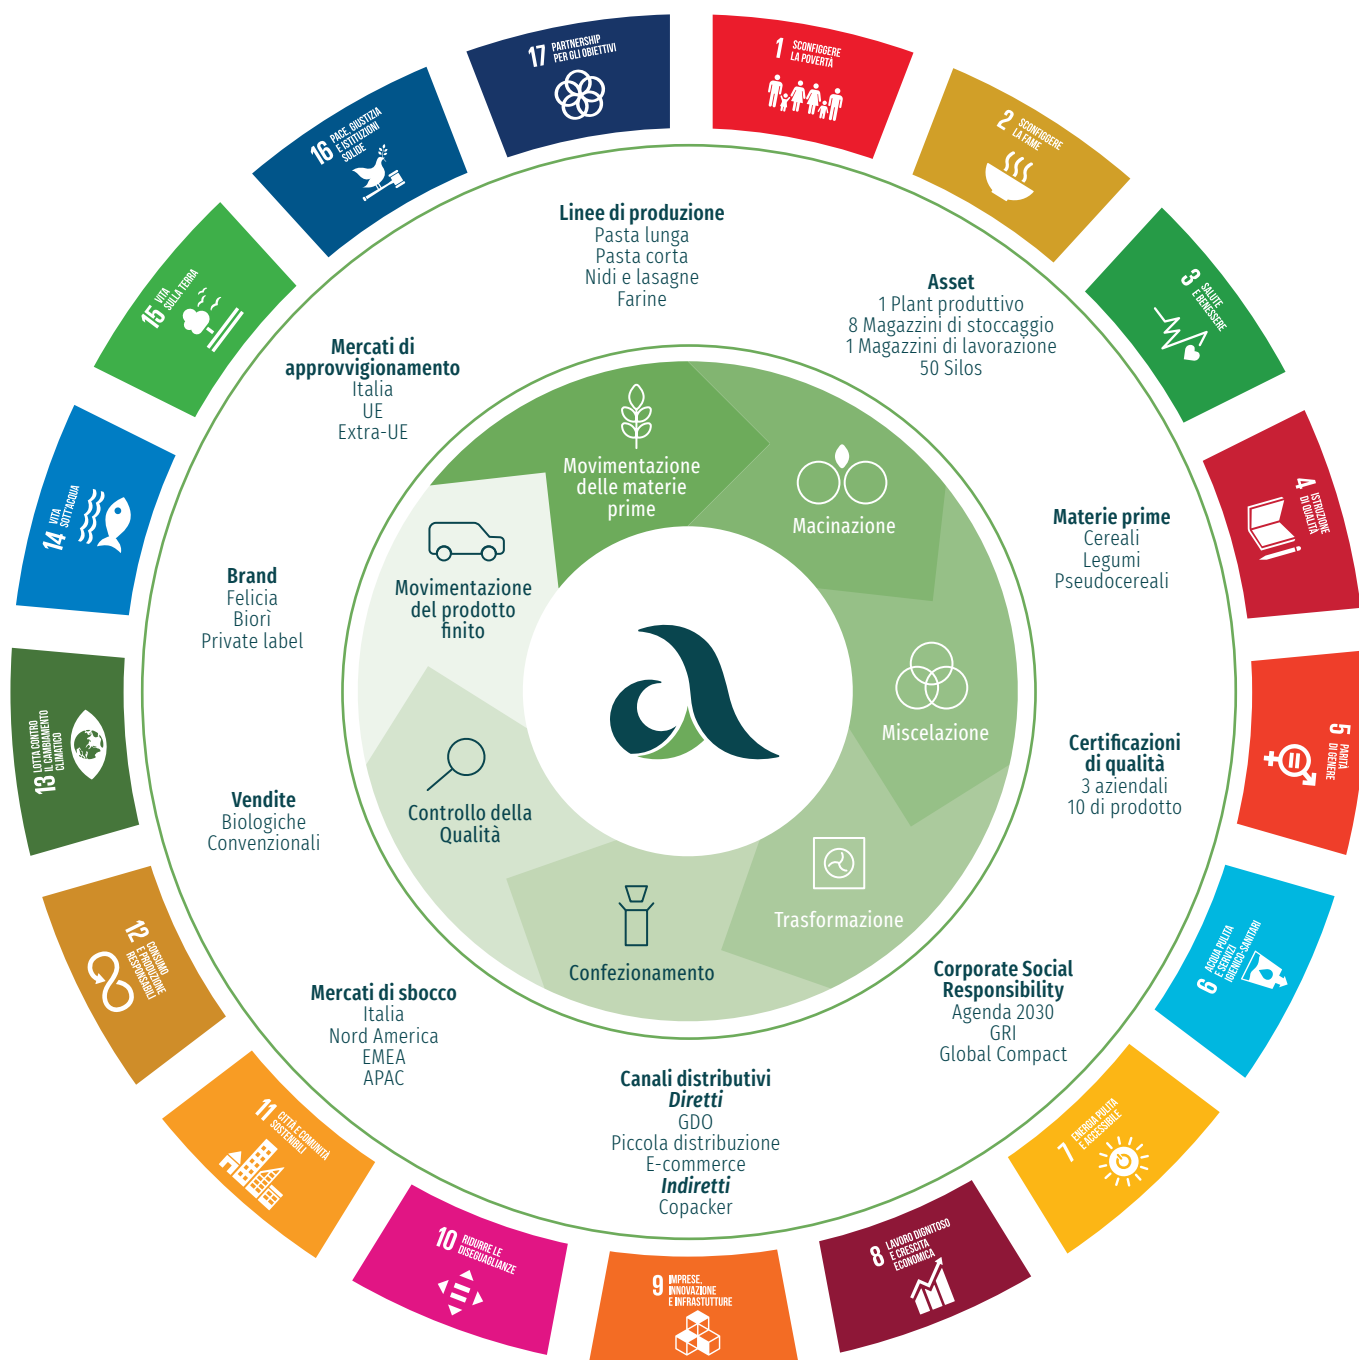 1 SCONFIGGERE
LA POVERTÀ
2 SCONFIGGERE
LA FAME
3 SALUTE
E BENESSERE
4 ISTRUZIONE
DI QUALITÀ
5 PARITÀ
DI GENERE
6 ACQUA PULITA
E SERVIZI
IGIENICO-SANITARI
7 ENERGIA PULITA
E ACCESSIBILE
8 LAVORO DIGNITOSO
E CRESCITA
ECONOMICA
9 IMPRESE,
INNOVAZIONE
E INFRASTUTTURE
10 RIDURRE LE
DISEGUAGLIANZE
11 CITTÀ E COMUNITÀ
SOSTENIBILI
12 CONSUMO
E PRODUZIONE
RESPONSABILI
13 LOTTA CONTRO
IL CAMBIAMENTO
CLIMATICO
14 VITA
SOTT'ACQUA
15 VITA
SULLA TERRA
16 PACE, GIUSTIZIA
E ISTITUZIONI
SOLIDE
17 PARTNERSHIP
PER GLI OBIETTIVI
Linee di produzione
Pasta lunga
Pasta corta
Nidi e lasagne
Farine
Asset
1 Plant produttivo
8 Magazzini di stoccaggio
1 Magazzini di lavorazione
50 Silos
Materie prime
Cereali
Legumi
Pseudocereali
Certificazioni
di qualità
3 aziendali
10 di prodotto
Corporate Social
Responsibility
Agenda 2030
GRI
Global Compact
Canali distributivi
Diretti
GDO
Piccola distribuzione
E-commerce
Indiretti
Copacker
Mercati di sbocco
Italia
Nord America
EMEA
APAC
Vendite
Biologiche
Convenzionali
Brand
Felicia
Biorì
Private label
Mercati di
approvvigionamento
Italia
UE
Extra-UE
Movimentazione
delle materie
prime
Macinazione
Miscelazione
Trasformazione
Confezionamento
Controllo della
Qualità
Movimentazione
del prodotto
finito